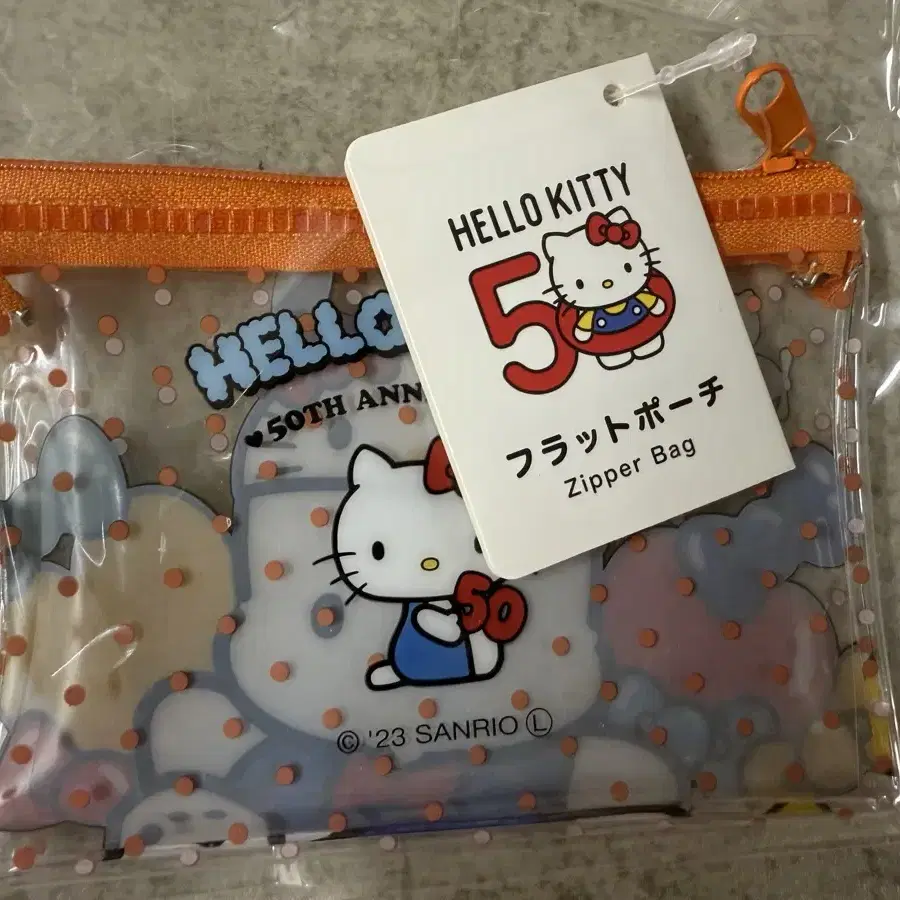 HELLO KITTY
50
フラットポーチ
Zipper Bag
HELLO
♥50TH ANN
50
© '23 SANRIO Ⓛ